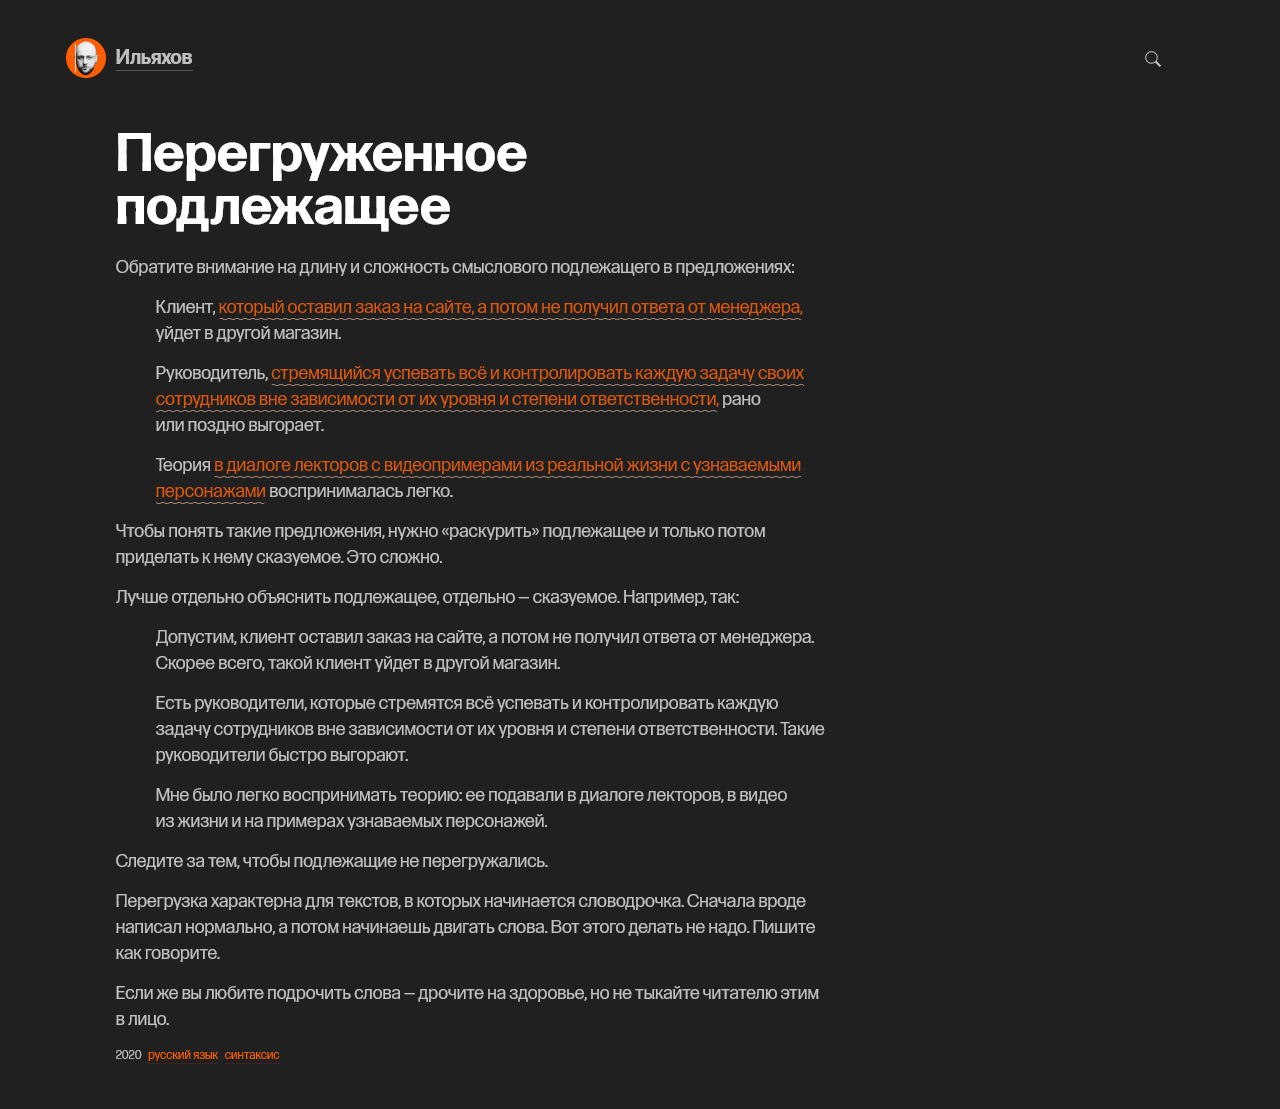 Ильяхов
Перегруженное
подлежащее
Обратите внимание на длину и сложность смыслового подлежащего в предложениях:
Клиент, который оставил заказ на сайте, а потом не получил ответа от менеджера,
уйдет в другой магазин.
Руководитель, стремящийся успевать всё и контролировать каждую задачу своих
сотрудников вне зависимости от их уровня и степени ответственности, рано
или поздно выгорает.
Теория в диалоге лекторов с видеопримерами из реальной жизни с узнаваемыми
персонажами воспринималась легко.
Чтобы понять такие предложения, нужно «раскурить» подлежащее и только потом
приделать к нему сказуемое. Это сложно.
Лучше отдельно объяснить подлежащее, отдельно — сказуемое. Например, так:
Допустим, клиент оставил заказ на сайте, а потом не получил ответа от менеджера.
Скорее всего, такой клиент уйдет в другой магазин.
Есть руководители, которые стремятся всё успевать и контролировать каждую
задачу сотрудников вне зависимости от их уровня и степени ответственности. Такие
руководители быстро выгорают.
Мне было легко воспринимать теорию: ее подавали в диалоге лекторов, в видео
из жизни и на примерах узнаваемых персонажей.
Следите за тем, чтобы подлежащие не перегружались.
Перегрузка характерна для текстов, в которых начинается словодрочка. Сначала вроде
написал нормально, а потом начинаешь двигать слова. Вот этого делать не надо. Пишите
как говорите.
Если же вы любите подрочить слова — дрочите на здоровье, но не тыкайте читателю этим
в лицо.
2020 русский язык синтаксис